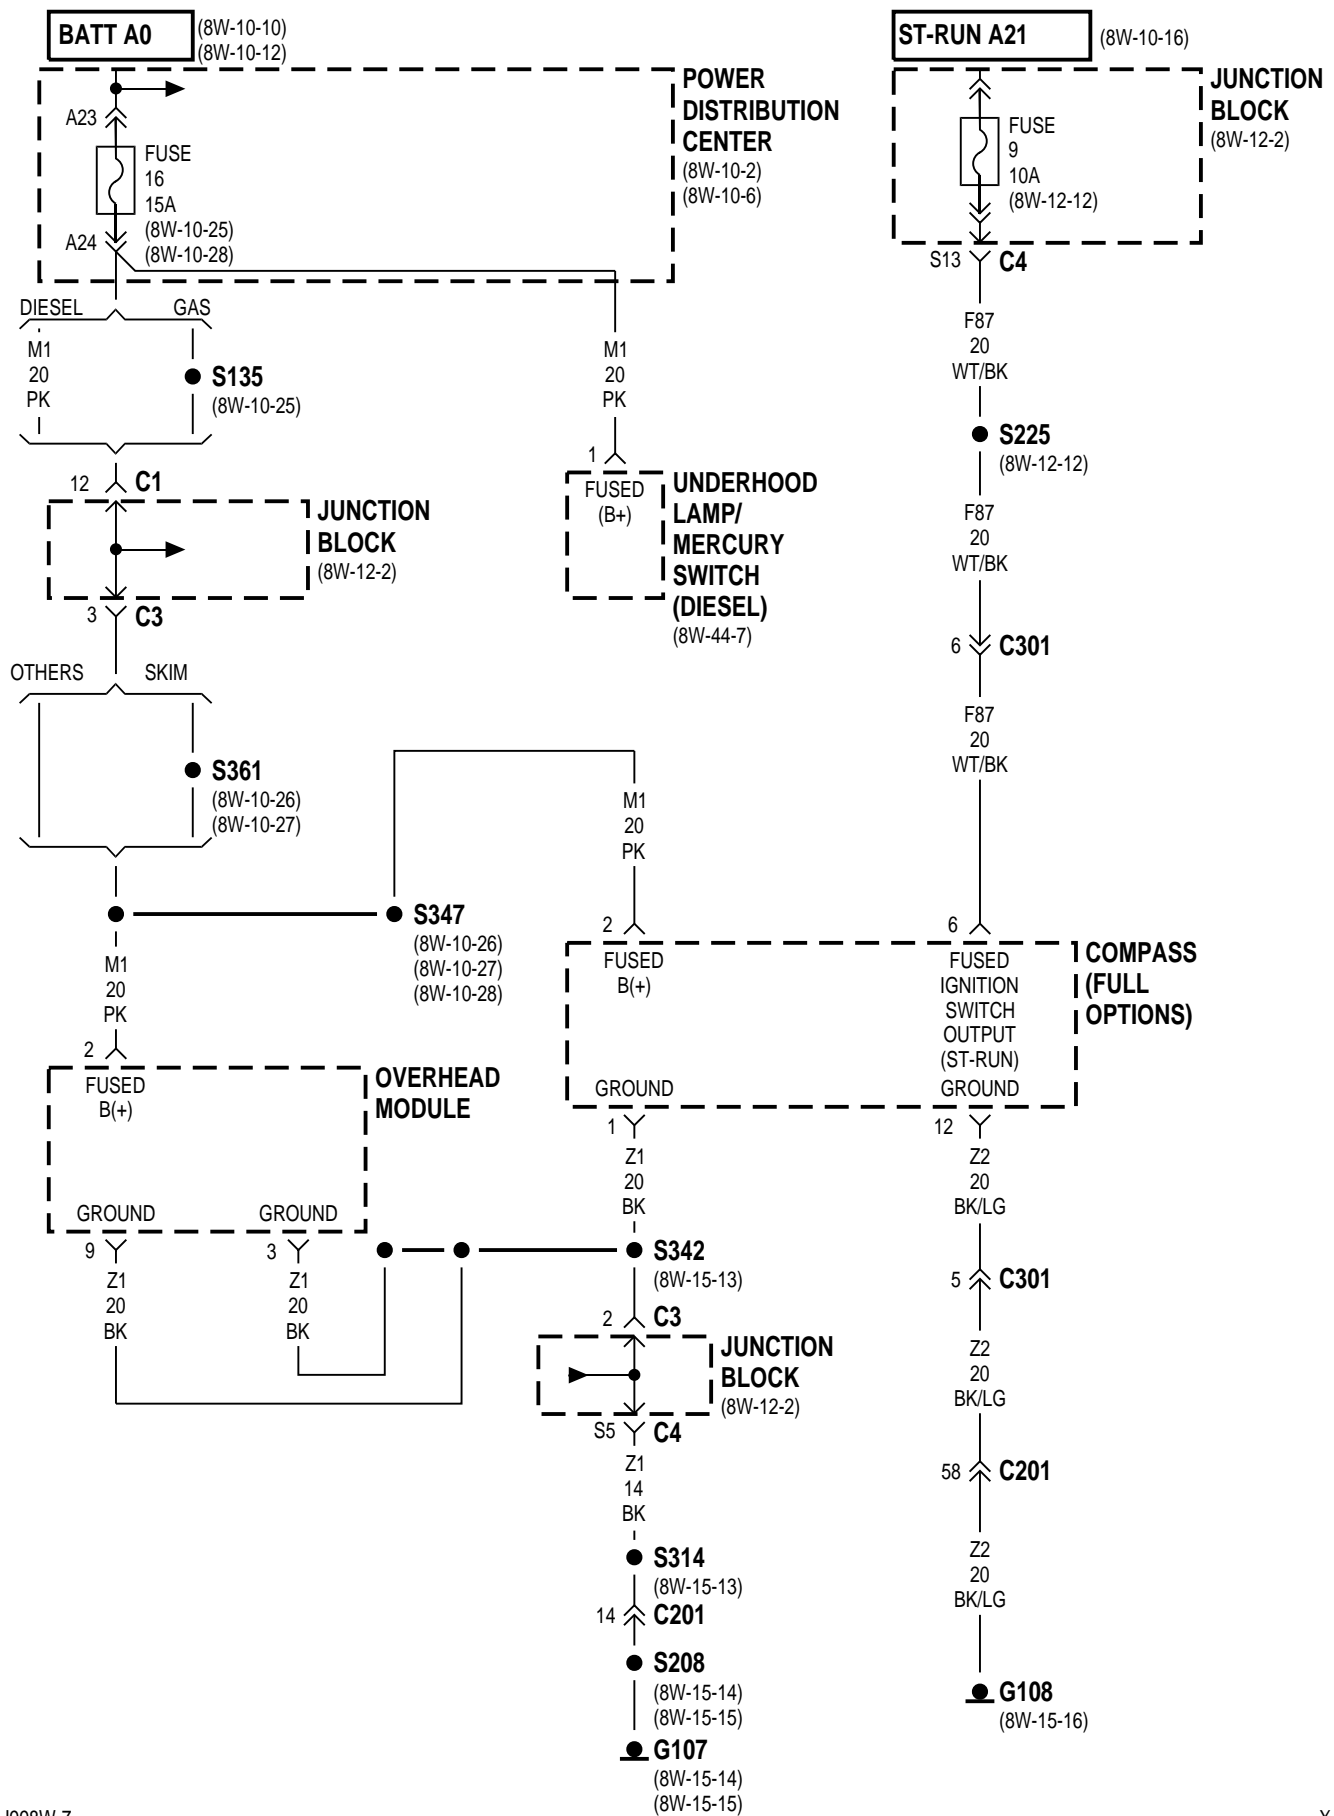 BATT A0
(8W-10-10)
(8W-10-12)
ST-RUN A21
(8W-10-16)
POWER
DISTRIBUTION
CENTER
(8W-10-2)
(8W-10-6)
A23
FUSE
16
15A
(8W-10-25)
(8W-10-28)
A24
JUNCTION
BLOCK
(8W-12-2)
FUSE
9
10A
(8W-12-12)
S13
C4
DIESEL
GAS
M1
20
PK
S135
(8W-10-25)
M1
20
PK
F87
20
WT/BK
S225
(8W-12-12)
12
C1
JUNCTION
BLOCK
(8W-12-2)
3
C3
1
FUSED
(B+)
UNDERHOOD
LAMP/
MERCURY
SWITCH
(DIESEL)
(8W-44-7)
F87
20
WT/BK
6
C301
F87
20
WT/BK
OTHERS
SKIM
S361
(8W-10-26)
(8W-10-27)
M1
20
PK
S347
(8W-10-26)
(8W-10-27)
(8W-10-28)
M1
20
PK
2
FUSED
B(+)
6
FUSED
IGNITION
SWITCH
OUTPUT
(ST-RUN)
COMPASS
(FULL
OPTIONS)
GROUND
GROUND
2
FUSED
B(+)
OVERHEAD
MODULE
GROUND
GROUND
9
Z1
20
BK
3
Z1
20
BK
1
Z1
20
BK
12
Z2
20
BK/LG
S342
(8W-15-13)
5
C301
2
C3
JUNCTION
BLOCK
(8W-12-2)
S5
C4
Z2
20
BK/LG
Z1
14
BK
58
C201
S314
(8W-15-13)
14
C201
Z2
20
BK/LG
S208
(8W-15-14)
(8W-15-15)
G108
(8W-15-16)
G107
(8W-15-14)
(8W-15-15)